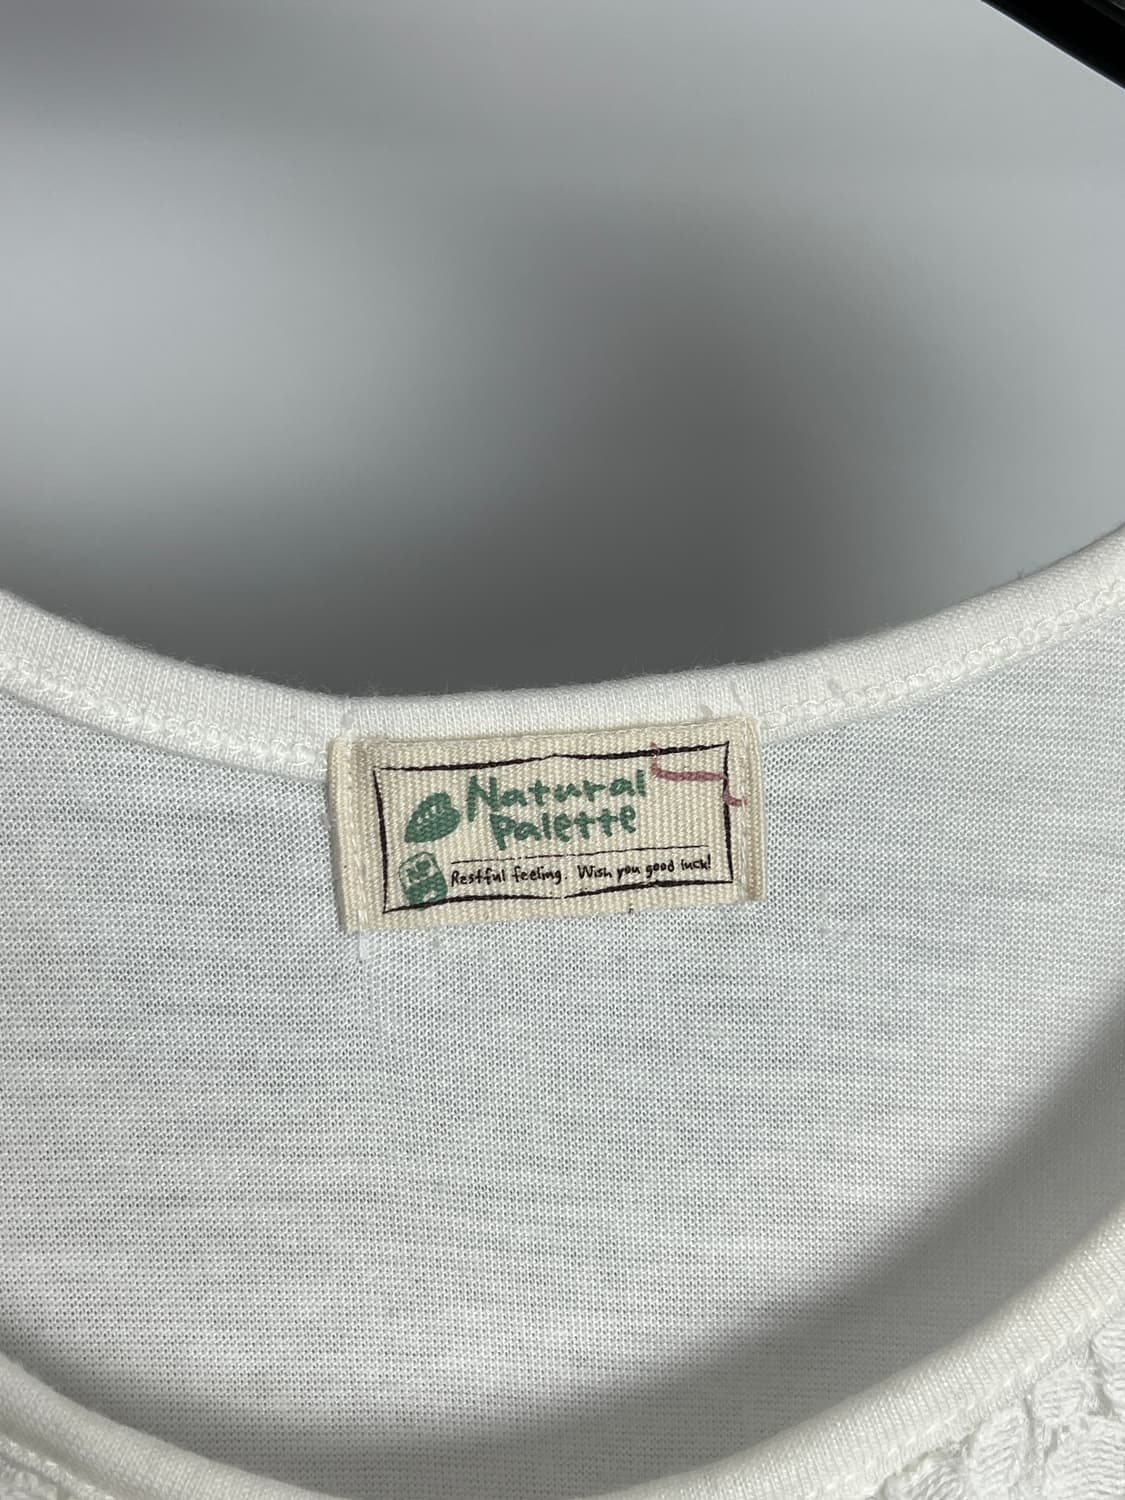 Natural
Palette
Restful feeling. Wish you good luck!